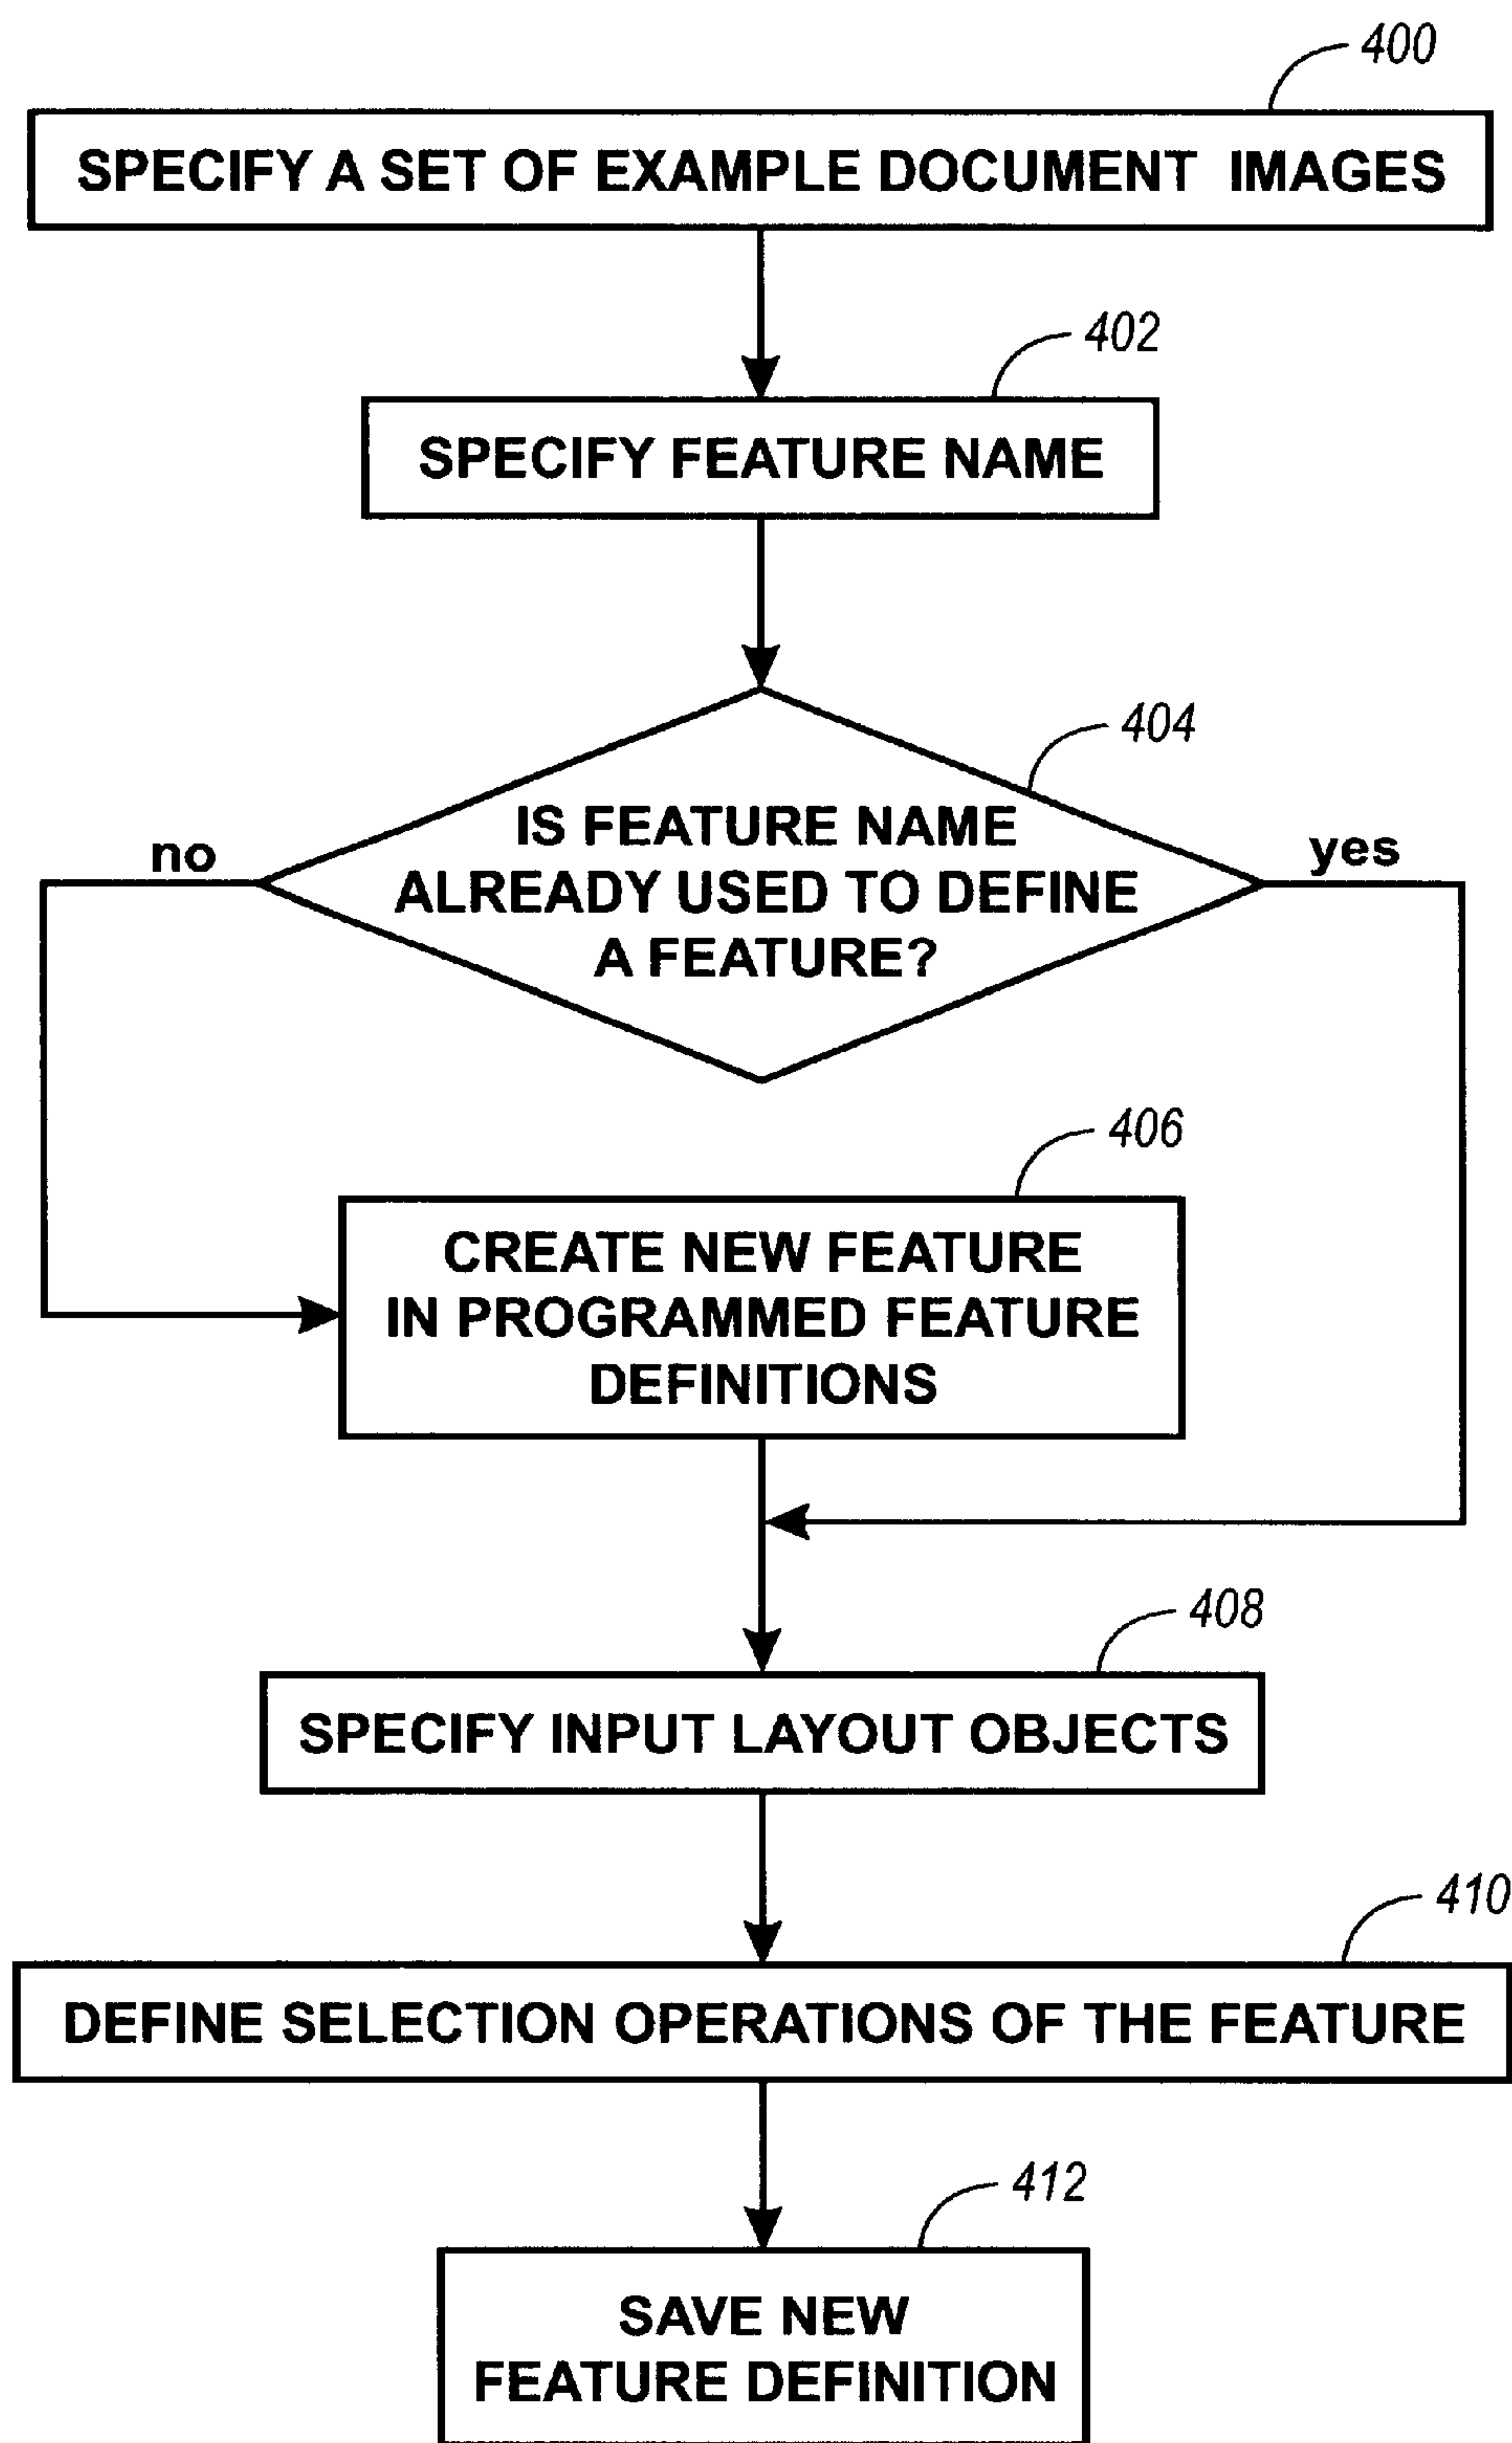 400
SPECIFY A SET OF EXAMPLE DOCUMENT IMAGES
402
SPECIFY FEATURE NAME
404
IS FEATURE NAME
ALREADY USED TO DEFINE
A FEATURE?
no
yes
406
CREATE NEW FEATURE
IN PROGRAMMED FEATURE
DEFINITIONS
408
SPECIFY INPUT LAYOUT OBJECTS
410
DEFINE SELECTION OPERATIONS OF THE FEATURE
412
SAVE NEW
FEATURE DEFINITION